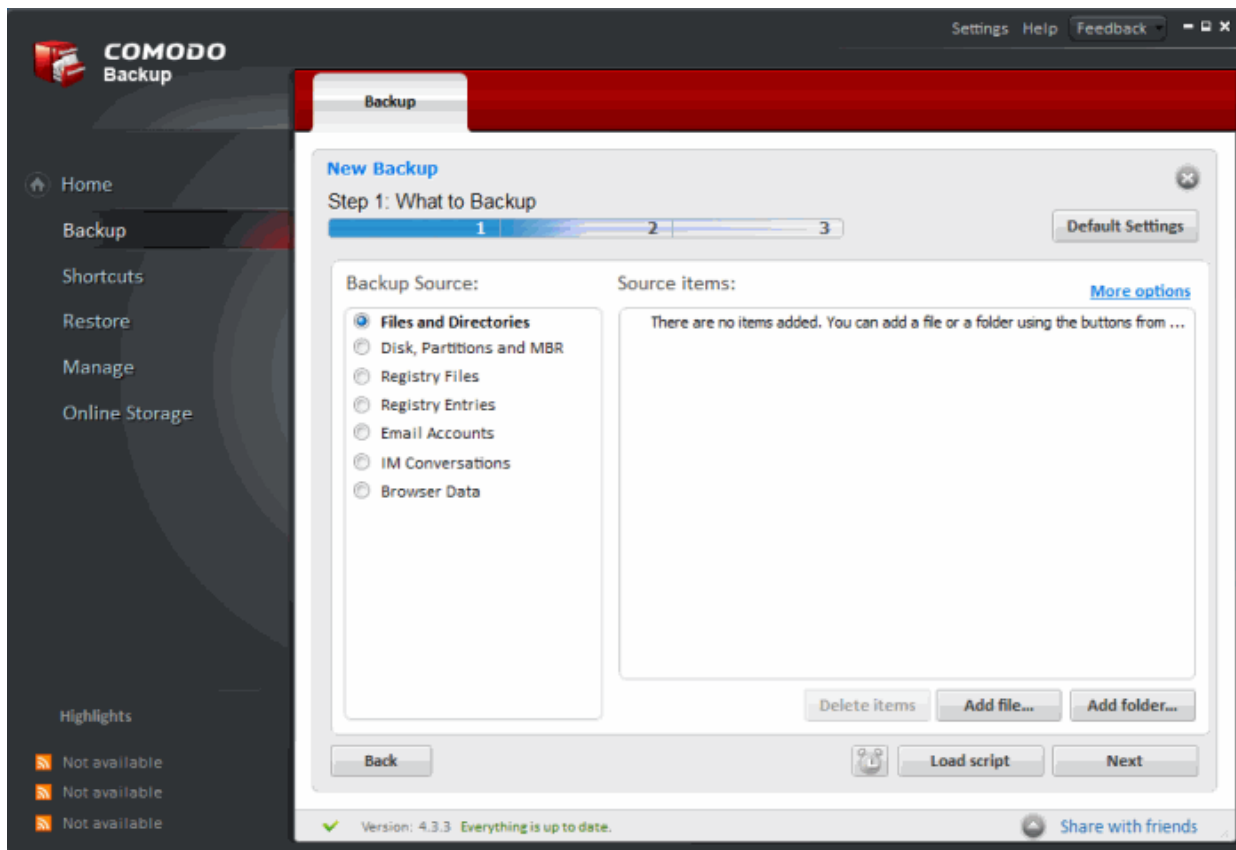 Settings Help Feedback
COMODO
Backup
Backup
Home
Backup
Shortcuts
Restore
Manage
Online Storage
Highlights
Not available
Not available
Not available
New Backup
Step 1: What to Backup
1 2 3
Default Settings
Backup Source:
Files and Directories
Disk, Partitions and MBR
Registry Files
Registry Entries
Email Accounts
IM Conversations
Browser Data
Source items:
More options
There are no items added. You can add a file or a folder using the buttons from ...
Delete items Add file... Add folder...
Back Load script Next
Version: 4.3.3 Everything is up to date.
Share with friends